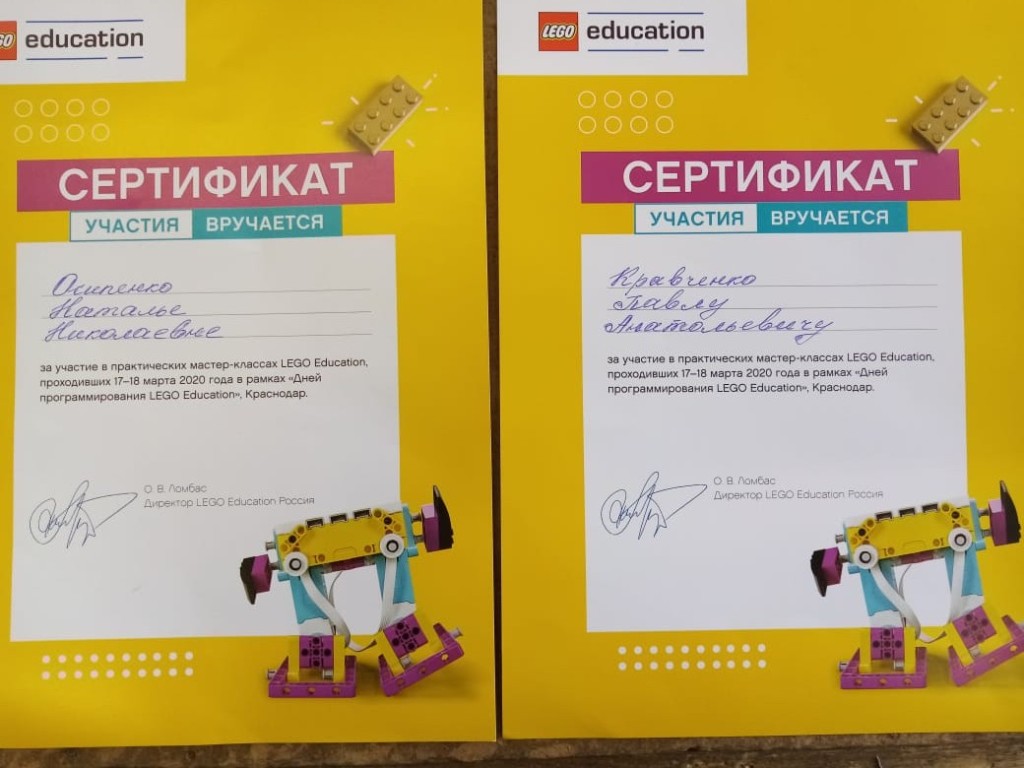 LEGO education
СЕРТИФИКАТ
УЧАСТИЯ ВРУЧАЕТСЯ
Осипенко
Наталье
Николаевне
за участие в практических мастер-классах LEGO Education,
проходивших 17–18 марта 2020 года в рамках «Дней
программирования LEGO Education», Краснодар.
О. В. Ломбас
Директор LEGO Education Россия
LEGO education
СЕРТИФИКАТ
УЧАСТИЯ ВРУЧАЕТСЯ
Кравченко
Павлу
Анатольевичу
за участие в практических мастер-классах LEGO Education,
проходивших 17–18 марта 2020 года в рамках «Дней
программирования LEGO Education», Краснодар.
О. В. Ломбас
Директор LEGO Education Россия